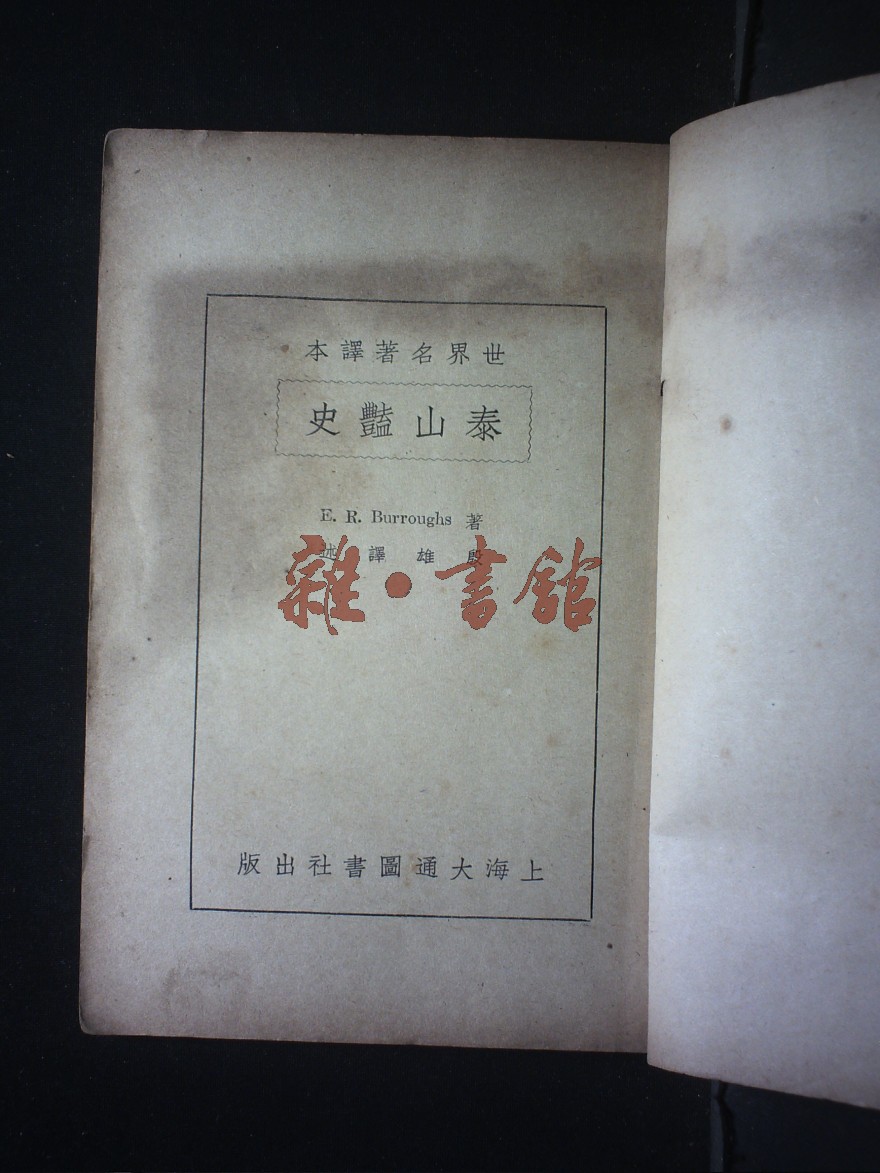 世界名著譯本
泰山豔史
E. R. Burroughs 著
殷雄譯述
雜·書館
上海大通圖書社出版